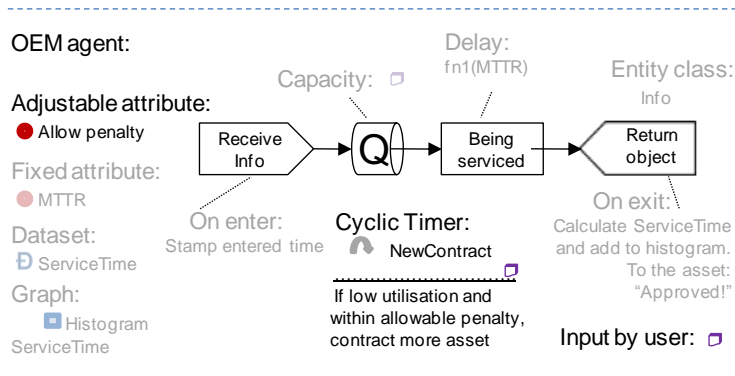 OEM agent:
Adjustable attribute:
Allow penalty
Fixed attribute:
MTTR
Dataset:
Ð ServiceTime
Graph:
Histogram
ServiceTime
Receive
Info
On enter:
Stamp entered time
Capacity:
Q
Delay:
fn1(MTTR)
Being
serviced
Cyclic Timer:
NewContract
If low utilisation and
within allowable penalty,
contract more asset
Entity class:
Info
Return
object
On exit:
Calculate ServiceTime
and add to histogram.
To the asset:
“Approved!”
Input by user: